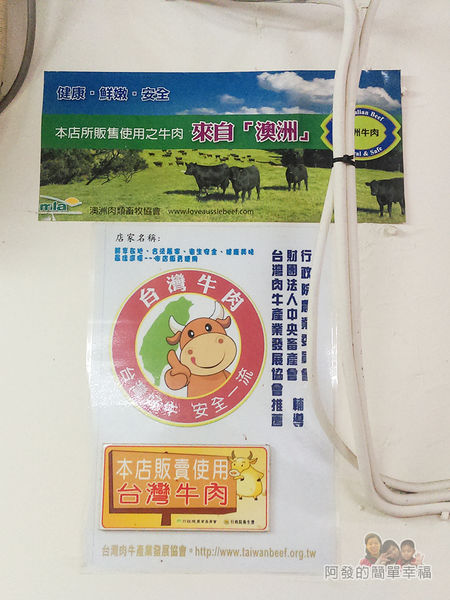 健康・鮮嫩・安全
本店所販售使用之牛肉 來自「澳洲」
alian Beef
洲牛肉
al & Safe
mla
澳洲肉類畜牧協會 www.loveaussiebeef.com
店家名稱:
行政院農業委員會
財團法人中央畜產會 輔導
台灣肉牛產業發展協會推薦
台灣牛肉
安全一流
本店販賣使用
台灣牛肉
台灣肉牛產業發展協會。http://www.taiwanbeef.org.tw
阿發的簡單幸福